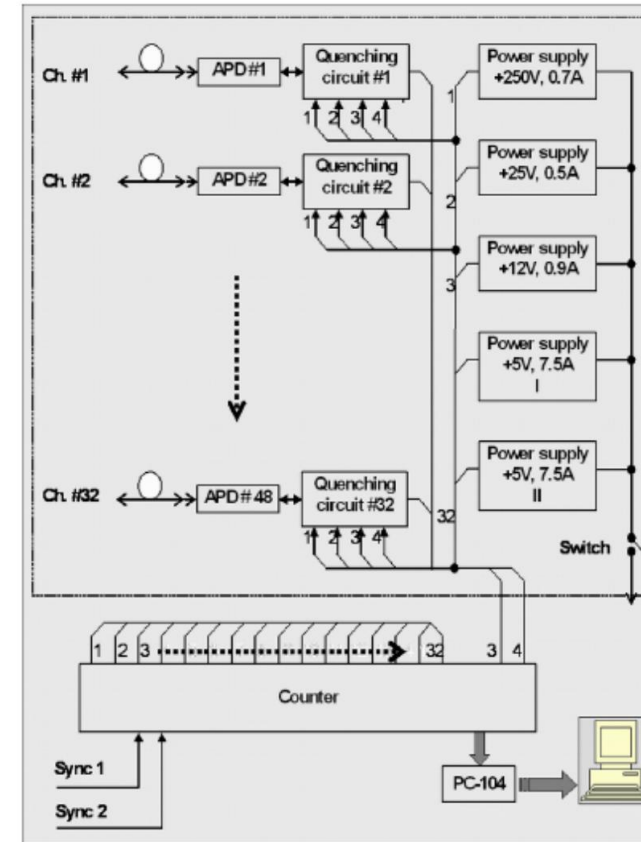 Ch. #1
APD #1
Quenching
circuit #1
1 2 3 4
Power supply
+250V, 0.7A
1
Ch. #2
APD #2
Quenching
circuit #2
1 2 3 4
Power supply
+25V, 0.5A
2
Power supply
+12V, 0.9A
3
Power supply
+5V, 7.5A
I
Ch. #32
APD # 48
Quenching
circuit #32
1 2 3 4
Power supply
+5V, 7.5A
II
32
Switch
1 2 3 32 3 4
Counter
Sync 1
Sync 2
PC-104